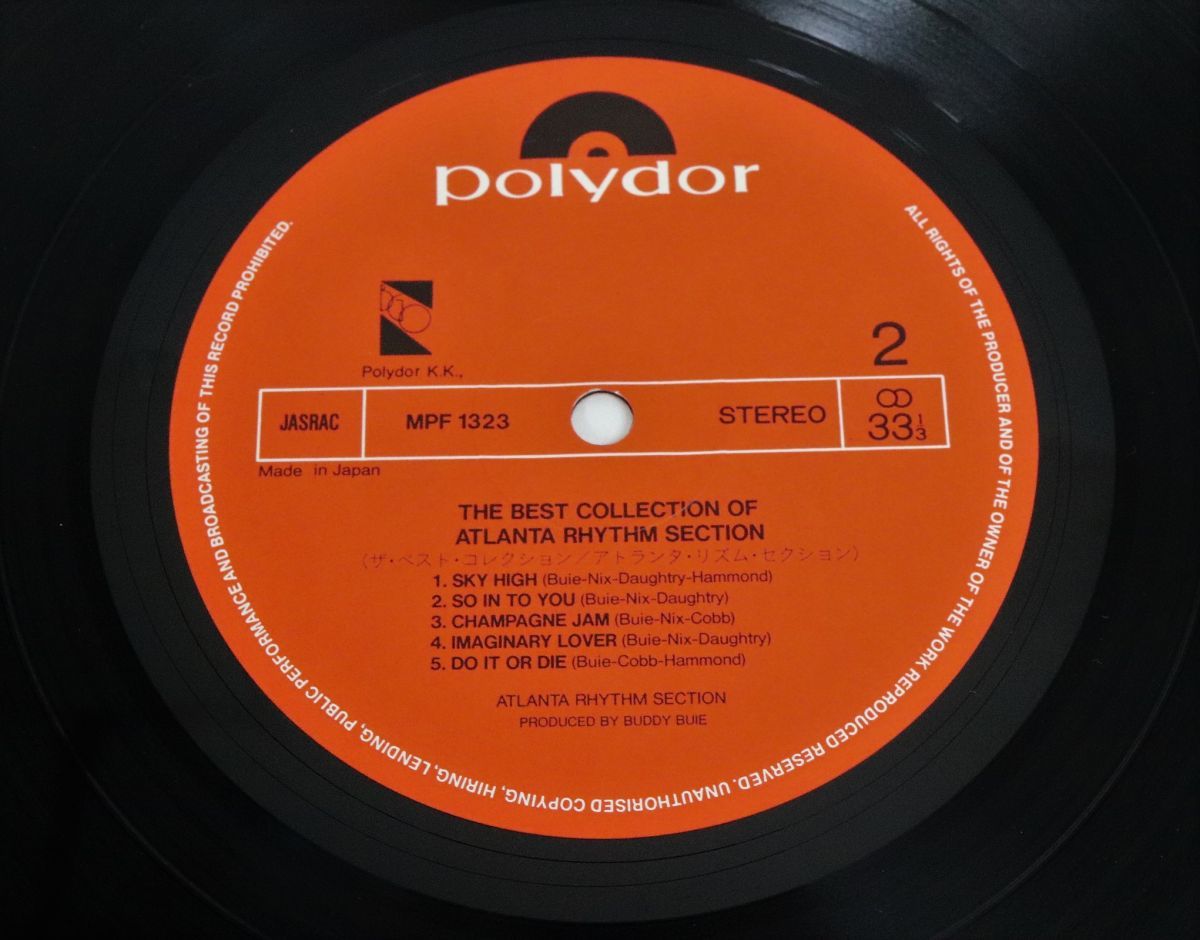 polydor
Polydor K.K.,
2
JASRAC
MPF 1323
STEREO
33 1/3
Made in Japan
THE BEST COLLECTION OF
ATLANTA RHYTHM SECTION
(ザ・ベスト・コレクション/アトランタ・リズム・セクション)
1. SKY HIGH (Buie-Nix-Daughtry-Hammond)
2. SO IN TO YOU (Buie-Nix-Daughtry)
3. CHAMPAGNE JAM (Buie-Nix-Cobb)
4. IMAGINARY LOVER (Buie-Nix-Daughtry)
5. DO IT OR DIE (Buie-Cobb-Hammond)
ATLANTA RHYTHM SECTION
PRODUCED BY BUDDY BUIE
ALL RIGHTS OF THE PRODUCER AND OF THE OWNER OF THE WORK REPRODUCED RESERVED. UNAUTHORISED COPYING, HIRING, LENDING, PUBLIC PERFORMANCE AND BROADCASTING OF THIS RECORD PROHIBITED.